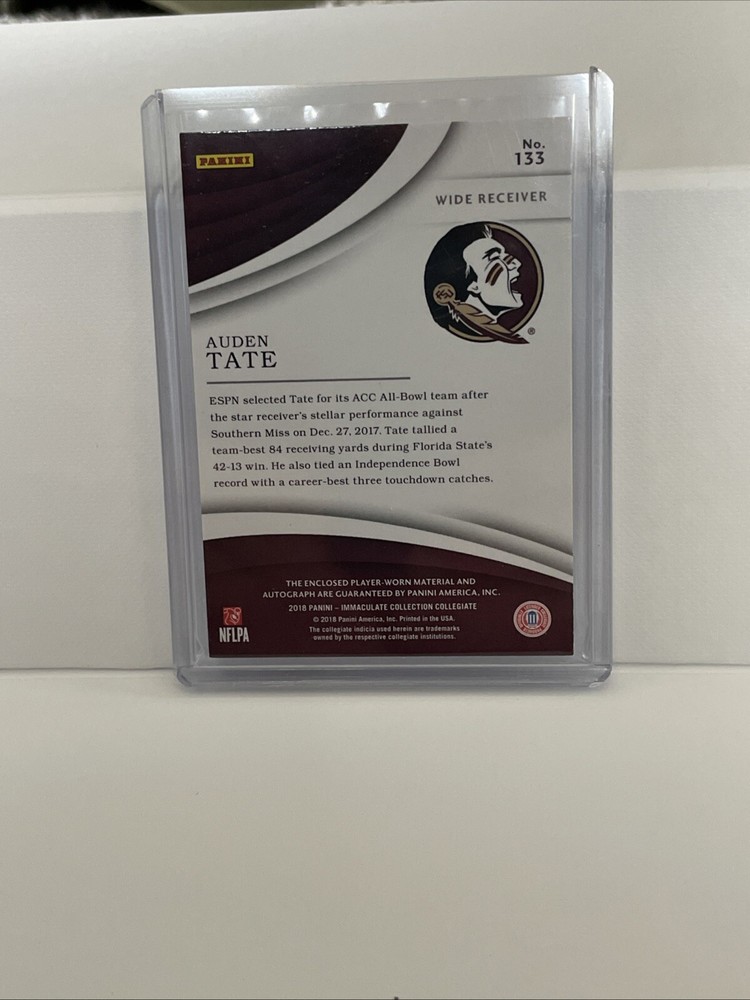 PANINI
No.
133
WIDE RECEIVER
®
AUDEN
TATE
ESPN selected Tate for its ACC All-Bowl team after
the star receiver's stellar performance against
Southern Miss on Dec. 27, 2017. Tate tallied a
team-best 84 receiving yards during Florida State's
42-13 win. He also tied an Independence Bowl
record with a career-best three touchdown catches.
THE ENCLOSED PLAYER-WORN MATERIAL AND
AUTOGRAPH ARE GUARANTEED BY PANINI AMERICA, INC.
2018 PANINI – IMMACULATE COLLECTION COLLEGIATE
© 2018 Panini America, Inc. Printed in the USA.
The collegiate indicia used herein are trademarks
owned by the respective collegiate institutions.
NFLPA